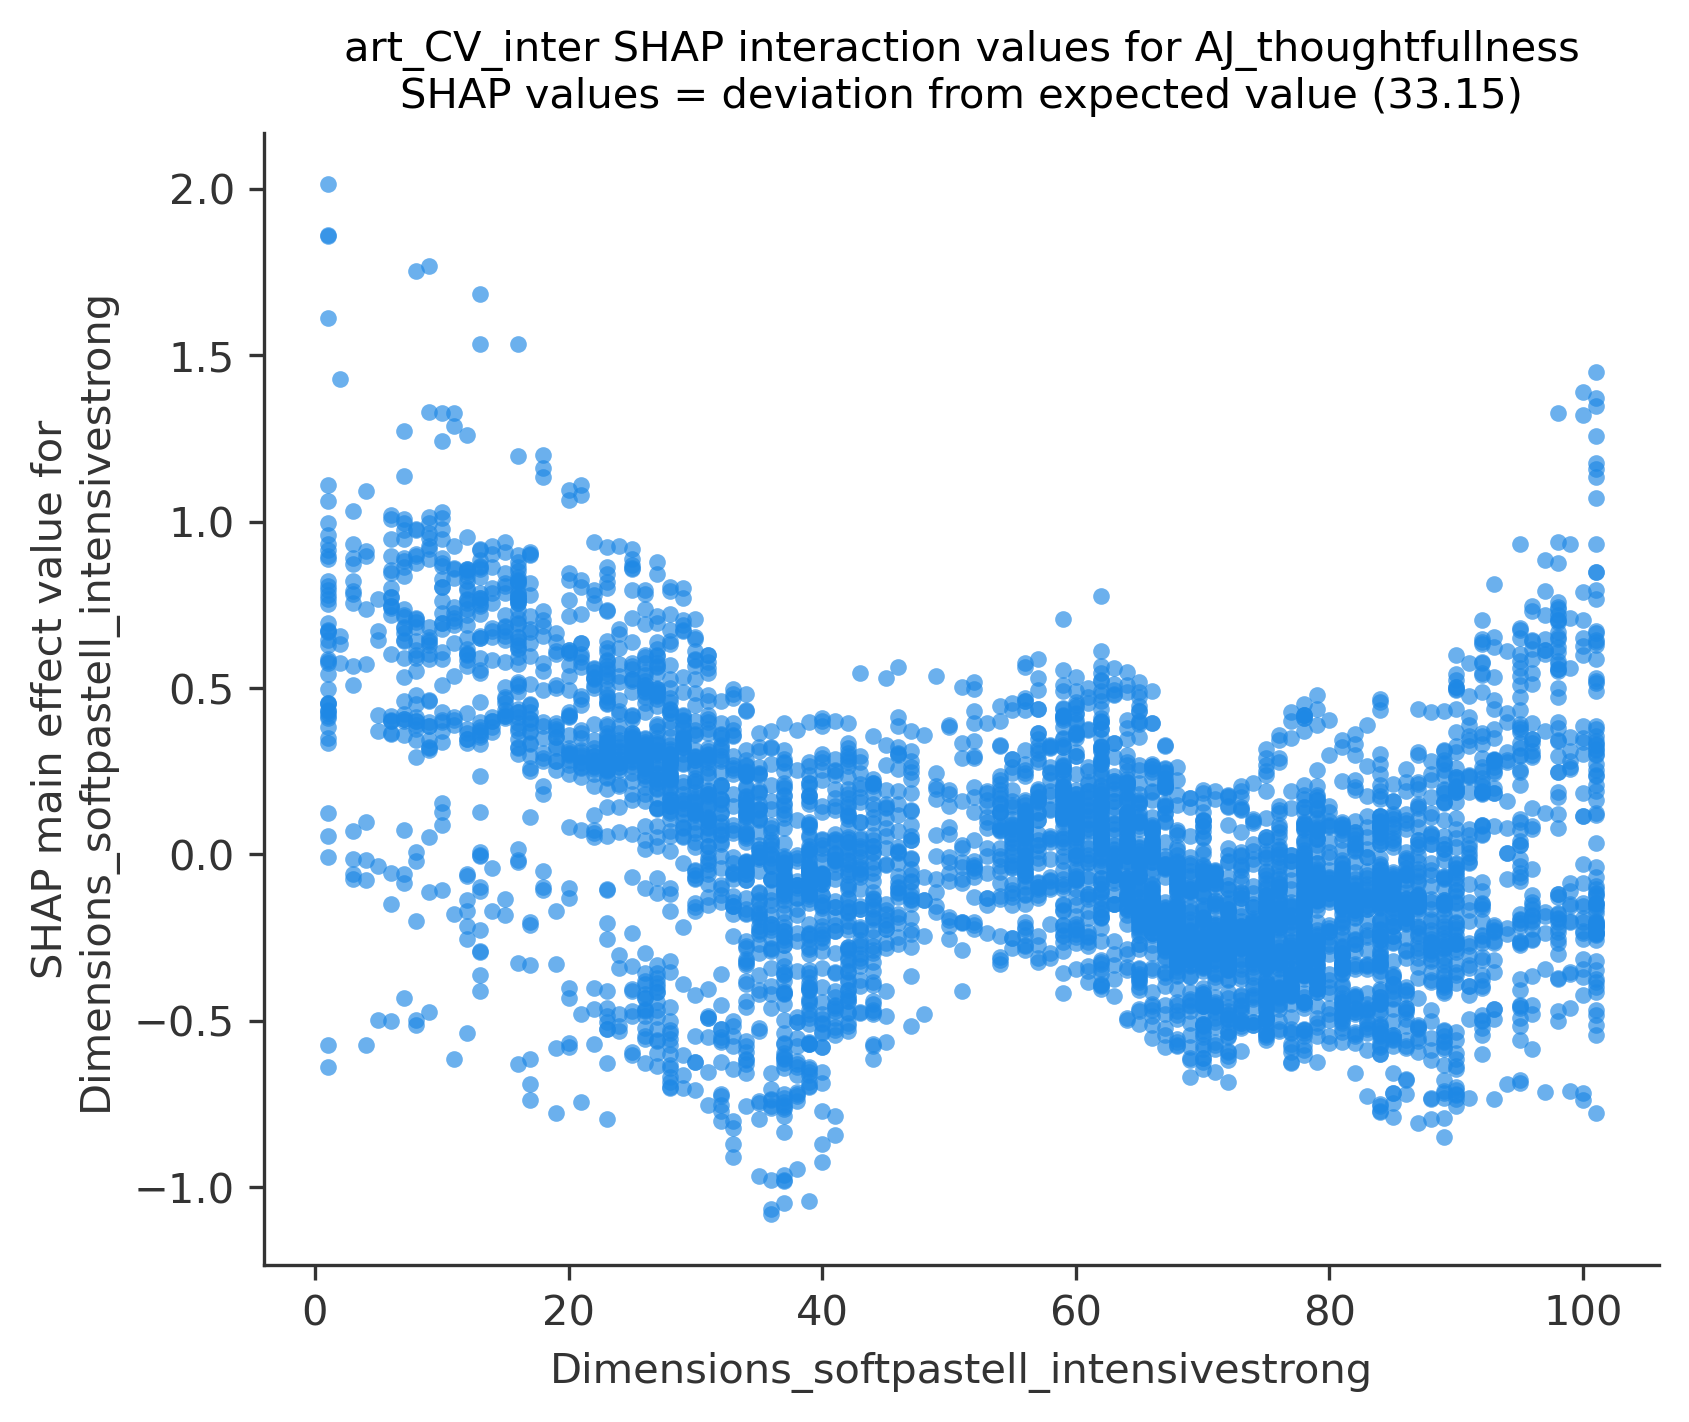 art_CV_inter SHAP interaction values for AJ_thoughtfullness
SHAP values = deviation from expected value (33.15)
SHAP main effect value for
Dimensions_softpastell_intensivestrong
2.0
1.5
1.0
0.5
0.0
−0.5
−1.0
0 20 40 60 80 100
Dimensions_softpastell_intensivestrong